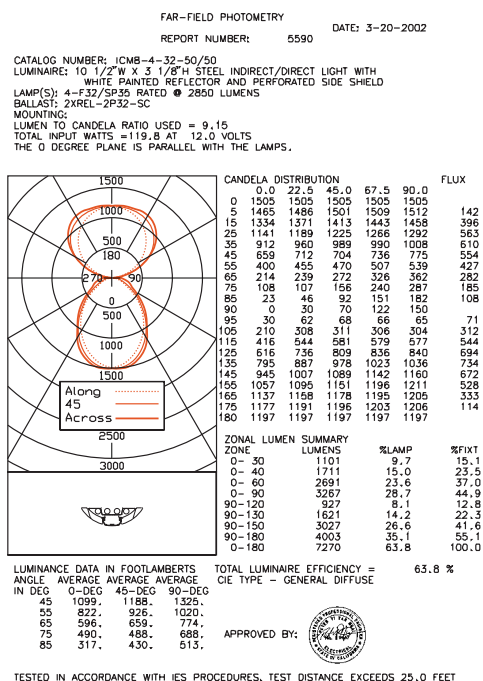 FAR-FIELD PHOTOMETRY
DATE: 3-20-2002
REPORT NUMBER: 5590
CATALOG NUMBER: ICM8-4-32-50/50
LUMINAIRE: 10 1/2"W X 3 1/8"H STEEL INDIRECT/DIRECT LIGHT WITH
WHITE PAINTED REFLECTOR AND PERFORATED SIDE SHIELD
LAMP(S): 4-F32/SP35 RATED @ 2850 LUMENS
BALLAST: 2XREL-2P32-SC
MOUNTING:
LUMEN TO CANDELA RATIO USED = 9.15
TOTAL INPUT WATTS =119.8 AT 12.0 VOLTS
THE 0 DEGREE PLANE IS PARALLEL WITH THE LAMPS.
1500
1000
500
180
270 90
0
500
1000
1500
Along
45
Across
2500
3000
CANDELA DISTRIBUTION FLUX
0.0 22.5 45.0 67.5 90.0
0 1505 1505 1505 1505 1505
5 1465 1486 1501 1509 1512 142
15 1334 1371 1413 1443 1458 396
25 1141 1189 1225 1266 1292 563
35 912 960 989 990 1008 610
45 659 712 704 736 775 554
55 400 455 470 507 539 427
65 214 239 272 326 362 282
75 108 107 156 240 287 185
85 23 46 92 151 182 108
90 0 30 70 122 150
95 30 62 68 66 65 71
105 210 308 311 306 304 312
115 416 544 581 579 577 544
125 616 736 809 836 840 694
135 795 887 978 1023 1036 734
145 945 1007 1089 1142 1160 672
155 1057 1095 1151 1196 1211 528
165 1137 1158 1178 1195 1205 333
175 1177 1191 1196 1203 1206 114
180 1197 1197 1197 1197 1197
ZONAL LUMEN SUMMARY
ZONE LUMENS %LAMP %FIXT
0- 30 1101 9.7 15.1
0- 40 1711 15.0 23.5
0- 60 2691 23.6 37.0
0- 90 3267 28.7 44.9
90-120 927 8.1 12.8
90-130 1621 14.2 22.3
90-150 3027 26.6 41.6
90-180 4003 35.1 55.1
0-180 7270 63.8 100.0
LUMINANCE DATA IN FOOTLAMBERTS
ANGLE AVERAGE AVERAGE AVERAGE
IN DEG 0-DEG 45-DEG 90-DEG
45 1099. 1188. 1325.
55 822. 926. 1020.
65 596. 659. 774.
75 490. 488. 688.
85 317. 430. 513.
TOTAL LUMINAIRE EFFICIENCY = 63.8 %
CIE TYPE - GENERAL DIFFUSE
APPROVED BY:
TESTED IN ACCORDANCE WITH IES PROCEDURES. TEST DISTANCE EXCEEDS 25.0 FEET